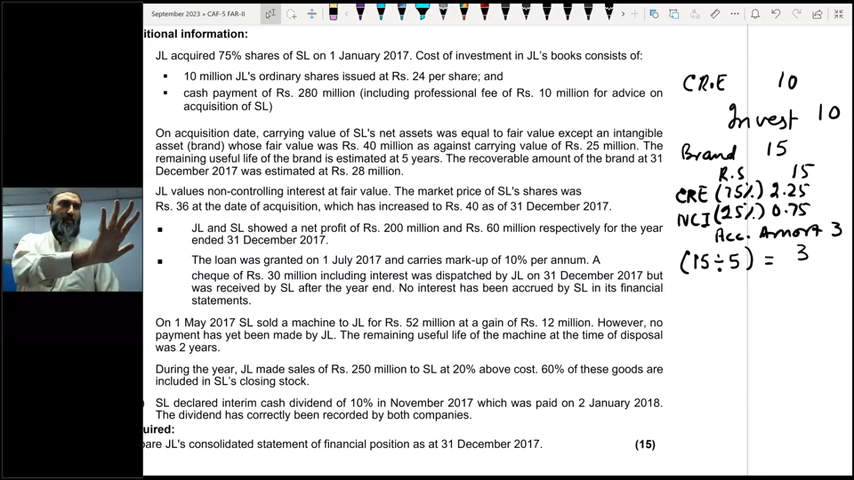 September 2023 » CAF-5 FAR-II
itional information:
JL acquired 75% shares of SL on 1 January 2017. Cost of investment in JL's books consists of:
▪ 10 million JL's ordinary shares issued at Rs. 24 per share; and
▪ cash payment of Rs. 280 million (including professional fee of Rs. 10 million for advice on
acquisition of SL)
On acquisition date, carrying value of SL's net assets was equal to fair value except an intangible
asset (brand) whose fair value was Rs. 40 million as against carrying value of Rs. 25 million. The
remaining useful life of the brand is estimated at 5 years. The recoverable amount of the brand at 31
December 2017 was estimated at Rs. 28 million.
JL values non-controlling interest at fair value. The market price of SL's shares was
Rs. 36 at the date of acquisition, which has increased to Rs. 40 as of 31 December 2017.
▪ JL and SL showed a net profit of Rs. 200 million and Rs. 60 million respectively for the year
ended 31 December 2017.
▪ The loan was granted on 1 July 2017 and carries mark-up of 10% per annum. A
cheque of Rs. 30 million including interest was dispatched by JL on 31 December 2017 but
was received by SL after the year end. No interest has been accrued by SL in its financial
statements.
On 1 May 2017 SL sold a machine to JL for Rs. 52 million at a gain of Rs. 12 million. However, no
payment has yet been made by JL. The remaining useful life of the machine at the time of disposal
was 2 years.
During the year, JL made sales of Rs. 250 million to SL at 20% above cost. 60% of these goods are
included in SL's closing stock.
) SL declared interim cash dividend of 10% in November 2017 which was paid on 2 January 2018.
The dividend has correctly been recorded by both companies.
quired:
pare JL's consolidated statement of financial position as at 31 December 2017. (15)
CR.E 10
Invest 10
Brand 15
R.S 15
CRE (75%) 2.25
NCI (25%) 0.75
Acc. Amort 3
(15÷5) = 3